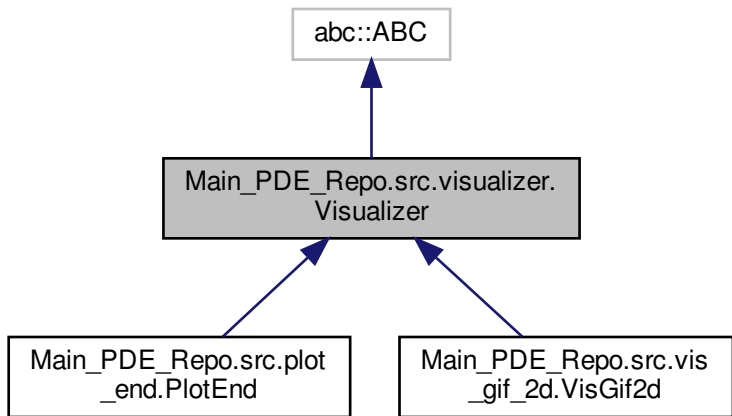 abc::ABC
Main_PDE_Repo.src.visualizer.
Visualizer
Main_PDE_Repo.src.plot
_end.PlotEnd
Main_PDE_Repo.src.vis
_gif_2d.VisGif2d